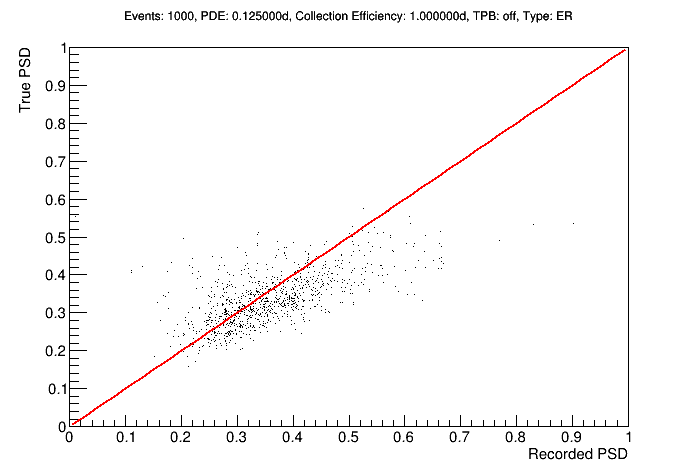 Events: 1000, PDE: 0.125000d, Collection Efficiency: 1.000000d, TPB: off, Type: ER
True PSD
1
0.9
0.8
0.7
0.6
0.5
0.4
0.3
0.2
0.1
0
0 0.1 0.2 0.3 0.4 0.5 0.6 0.7 0.8 0.9 1
Recorded PSD